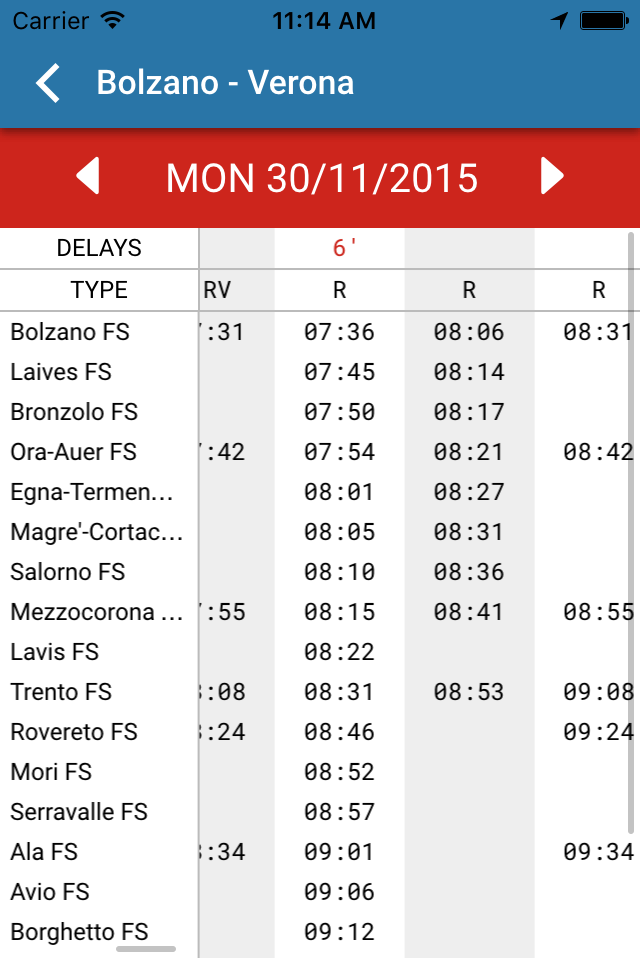 Carrier 11:14 AM
Bolzano - Verona
MON 30/11/2015
DELAYS 6'
TYPE RV R R R
Bolzano FS :31 07:36 08:06 08:31
Laives FS 07:45 08:14
Bronzolo FS 07:50 08:17
Ora-Auer FS :42 07:54 08:21 08:42
Egna-Termen... 08:01 08:27
Magre'-Cortac... 08:05 08:31
Salorno FS 08:10 08:36
Mezzocorona ... :55 08:15 08:41 08:55
Lavis FS 08:22
Trento FS :08 08:31 08:53 09:08
Rovereto FS :24 08:46 09:24
Mori FS 08:52
Serravalle FS 08:57
Ala FS :34 09:01 09:34
Avio FS 09:06
Borghetto FS 09:12